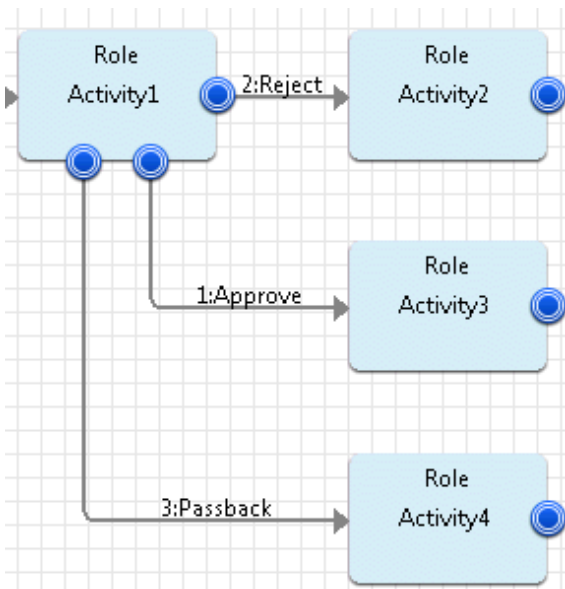 Role
Activity1
2:Reject
Role
Activity2
1:Approve
Role
Activity3
3:Passback
Role
Activity4